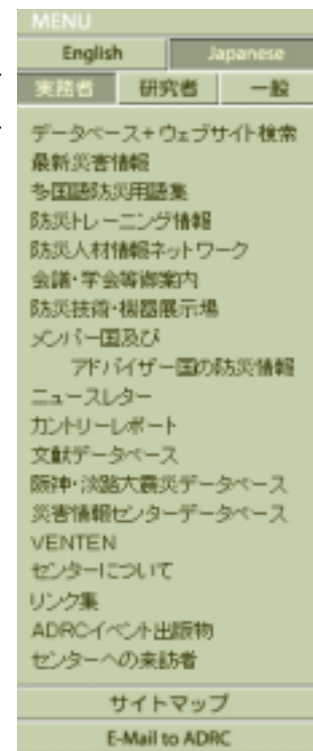 MENU
English Japanese
実務者 研究者 一般
データベース+ウェブサイト検索
最新災害情報
多国語防災用語集
防災トレーニング情報
防災人材情報ネットワーク
会議・学会等御案内
防災技術・機器展示場
メンバー国及び
アドバイザー国の防災情報
ニュースレター
カントリーレポート
文献データベース
阪神・淡路大震災データベース
災害情報センターデータベース
VENTEN
センターについて
リンク集
ADRCイベント出版物
センターへの来訪者
サイトマップ
E-Mail to ADRC